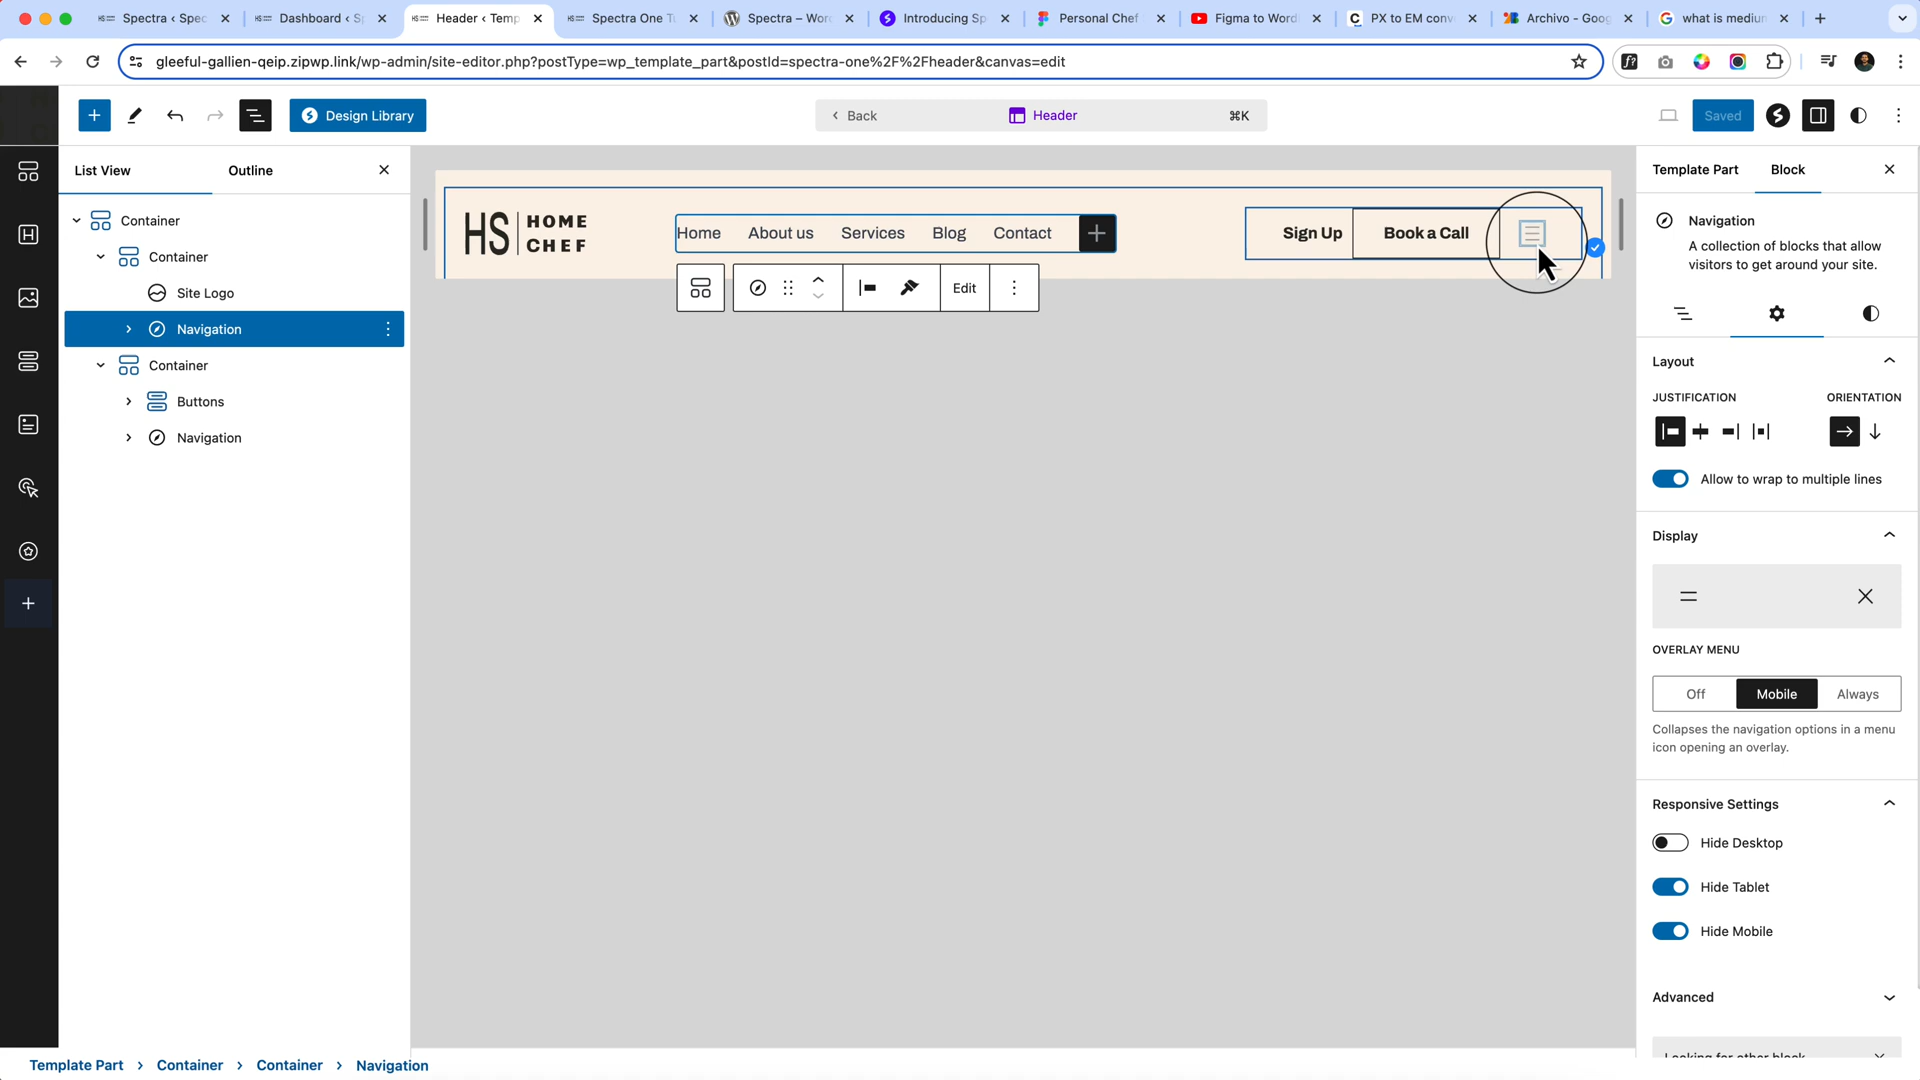 Spectra ‹ Spec
Dashboard ‹ S
Header ‹ Temp
Spectra One T
Spectra – Wor
Introducing Sp
Personal Chef
Figma to Word
PX to EM conv
Archivo - Goog
what is mediu
gleeful-gallien-qeip.zipwp.link/wp-admin/site-editor.php?postType=wp_template_part&postId=spectra-one%2F%2Fheader&canvas=edit
Design Library
Back
Header
⌘K
Saved
List View
Outline
Container
Container
Site Logo
Navigation
Container
Buttons
Navigation
HS HOME CHEF
Home
About us
Services
Blog
Contact
Sign Up
Book a Call
Edit
Template Part
Block
Navigation
A collection of blocks that allow
visitors to get around your site.
Layout
JUSTIFICATION
ORIENTATION
Allow to wrap to multiple lines
Display
OVERLAY MENU
Off
Mobile
Always
Collapses the navigation options in a menu
icon opening an overlay.
Responsive Settings
Hide Desktop
Hide Tablet
Hide Mobile
Advanced
Looking for other block
Template Part › Container › Container › Navigation